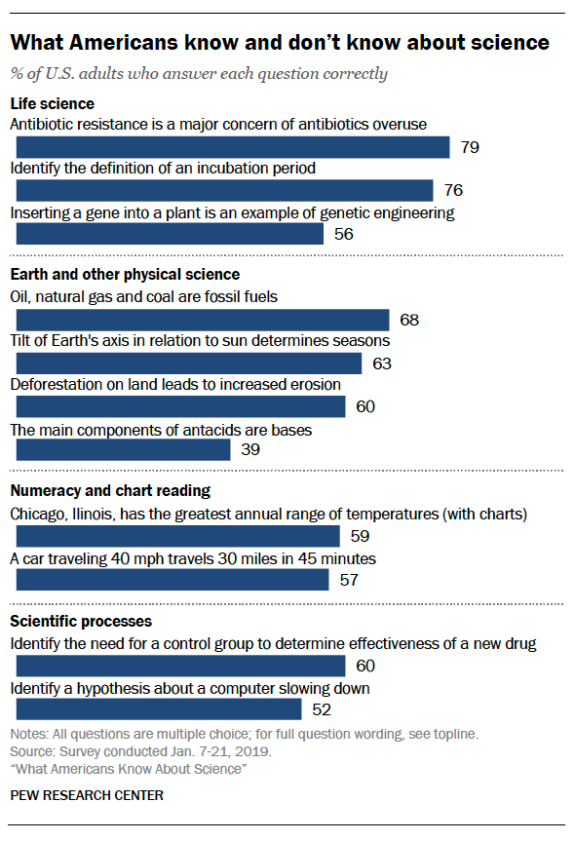 What Americans know and don't know about science
% of U.S. adults who answer each question correctly
Life science
Antibiotic resistance is a major concern of antibiotics overuse
79
Identify the definition of an incubation period
76
Inserting a gene into a plant is an example of genetic engineering
56
Earth and other physical science
Oil, natural gas and coal are fossil fuels
68
Tilt of Earth's axis in relation to sun determines seasons
63
Deforestation on land leads to increased erosion
60
The main components of antacids are bases
39
Numeracy and chart reading
Chicago, Ilinois, has the greatest annual range of temperatures (with charts)
59
A car traveling 40 mph travels 30 miles in 45 minutes
57
Scientific processes
Identify the need for a control group to determine effectiveness of a new drug
60
Identify a hypothesis about a computer slowing down
52
Notes: All questions are multiple choice; for full question wording, see topline.
Source: Survey conducted Jan. 7-21, 2019.
“What Americans Know About Science”
PEW RESEARCH CENTER